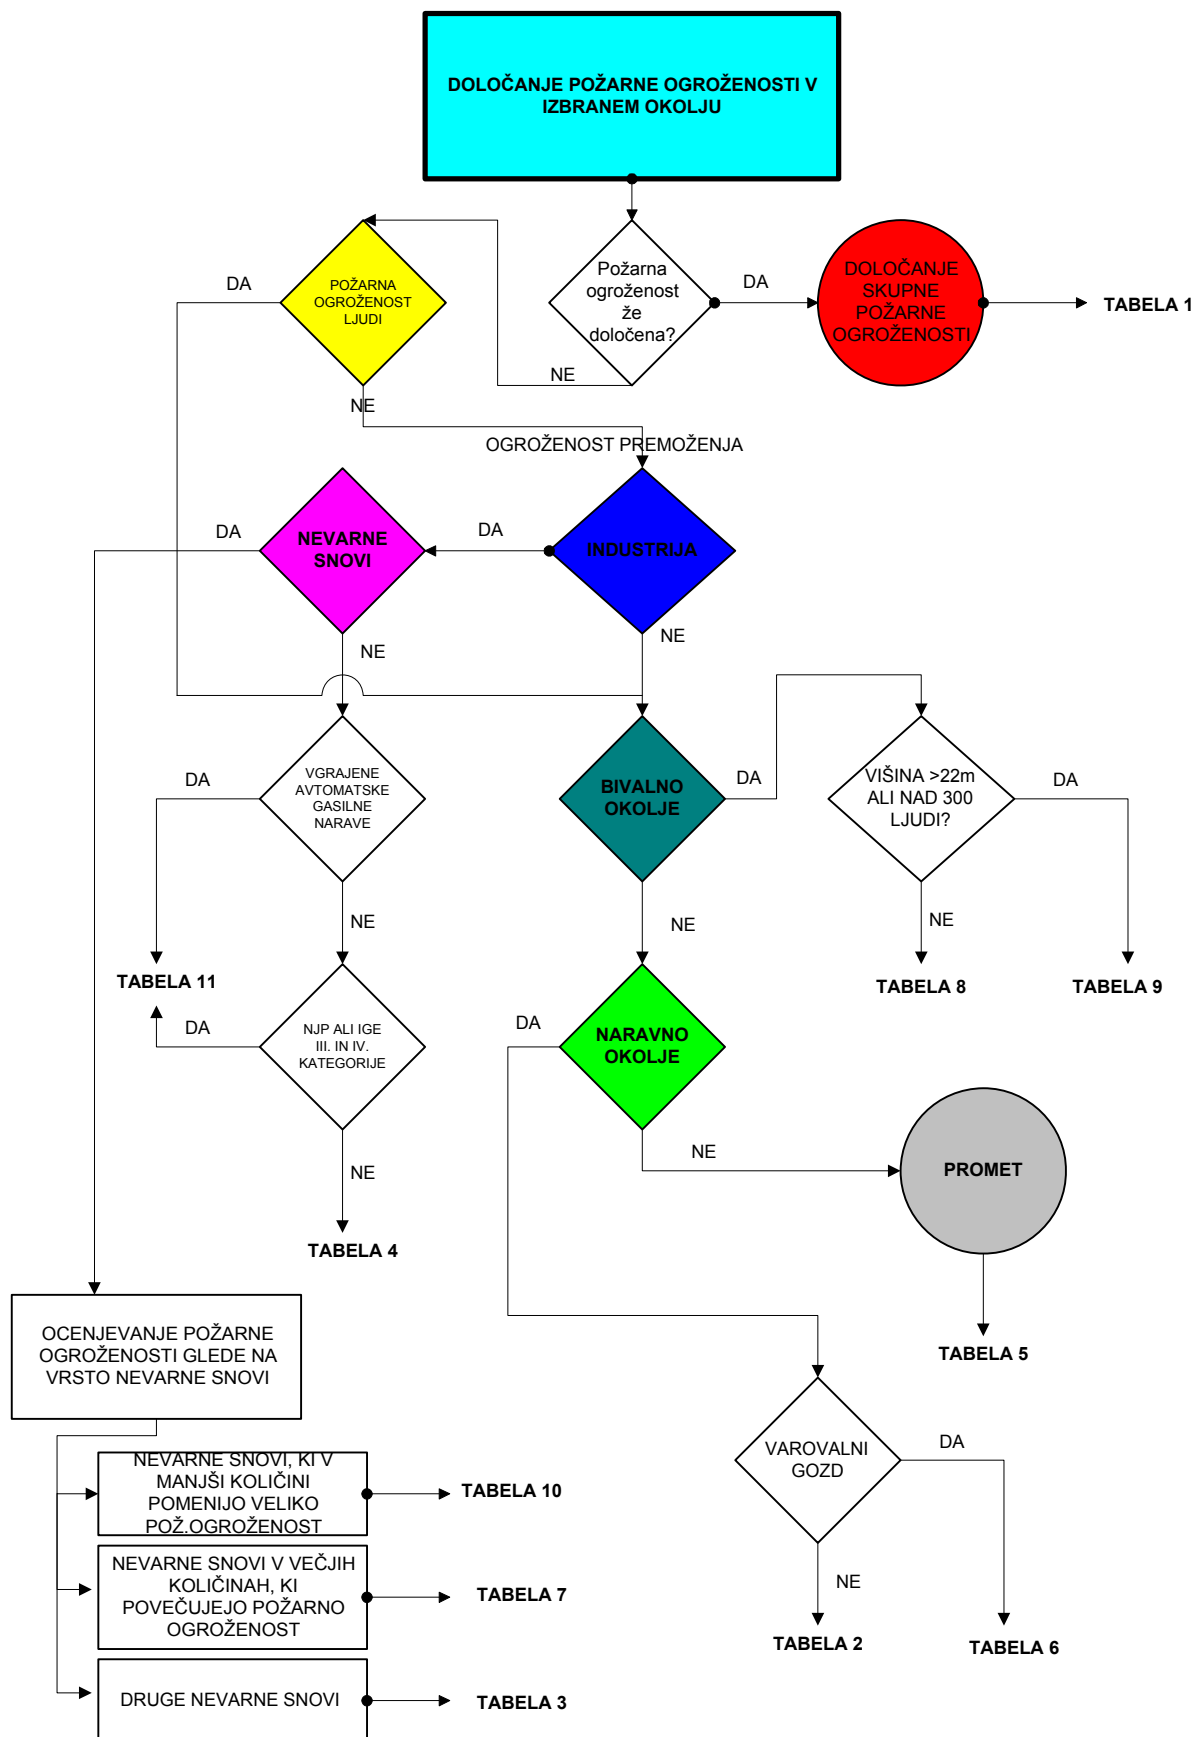 DOLOČANJE POŽARNE OGROŽENOSTI V
IZBRANEM OKOLJU
DA
POŽARNA
OGROŽENOST
LJUDI
Požarna
ogroženost
že
določena?
DA
DOLOČANJE
SKUPNE
POŽARNE
OGROŽENOSTI
TABELA 1
NE
NE
OGROŽENOST PREMOŽENJA
DA
NEVARNE
SNOVI
DA
INDUSTRIJA
NE
NE
DA
VGRAJENE
AVTOMATSKE
GASILNE
NARAVE
BIVALNO
OKOLJE
DA
VIŠINA >22m
ALI NAD 300
LJUDI?
DA
NE
NE
NE
TABELA 11
TABELA 8
TABELA 9
DA
NJP ALI IGE
III. IN IV.
KATEGORIJE
DA
NARAVNO
OKOLJE
NE
NE
PROMET
TABELA 4
OCENJEVANJE POŽARNE
OGROŽENOSTI GLEDE NA
VRSTO NEVARNE SNOVI
TABELA 5
VAROVALNI
GOZD
DA
NEVARNE SNOVI, KI V
MANJŠI KOLIČINI
POMENIJO VELIKO
POŽ.OGROŽENOST
TABELA 10
NEVARNE SNOVI V VEČJIH
KOLIČINAH, KI
POVEČUJEJO POŽARNO
OGROŽENOST
TABELA 7
NE
TABELA 2
TABELA 6
DRUGE NEVARNE SNOVI
TABELA 3